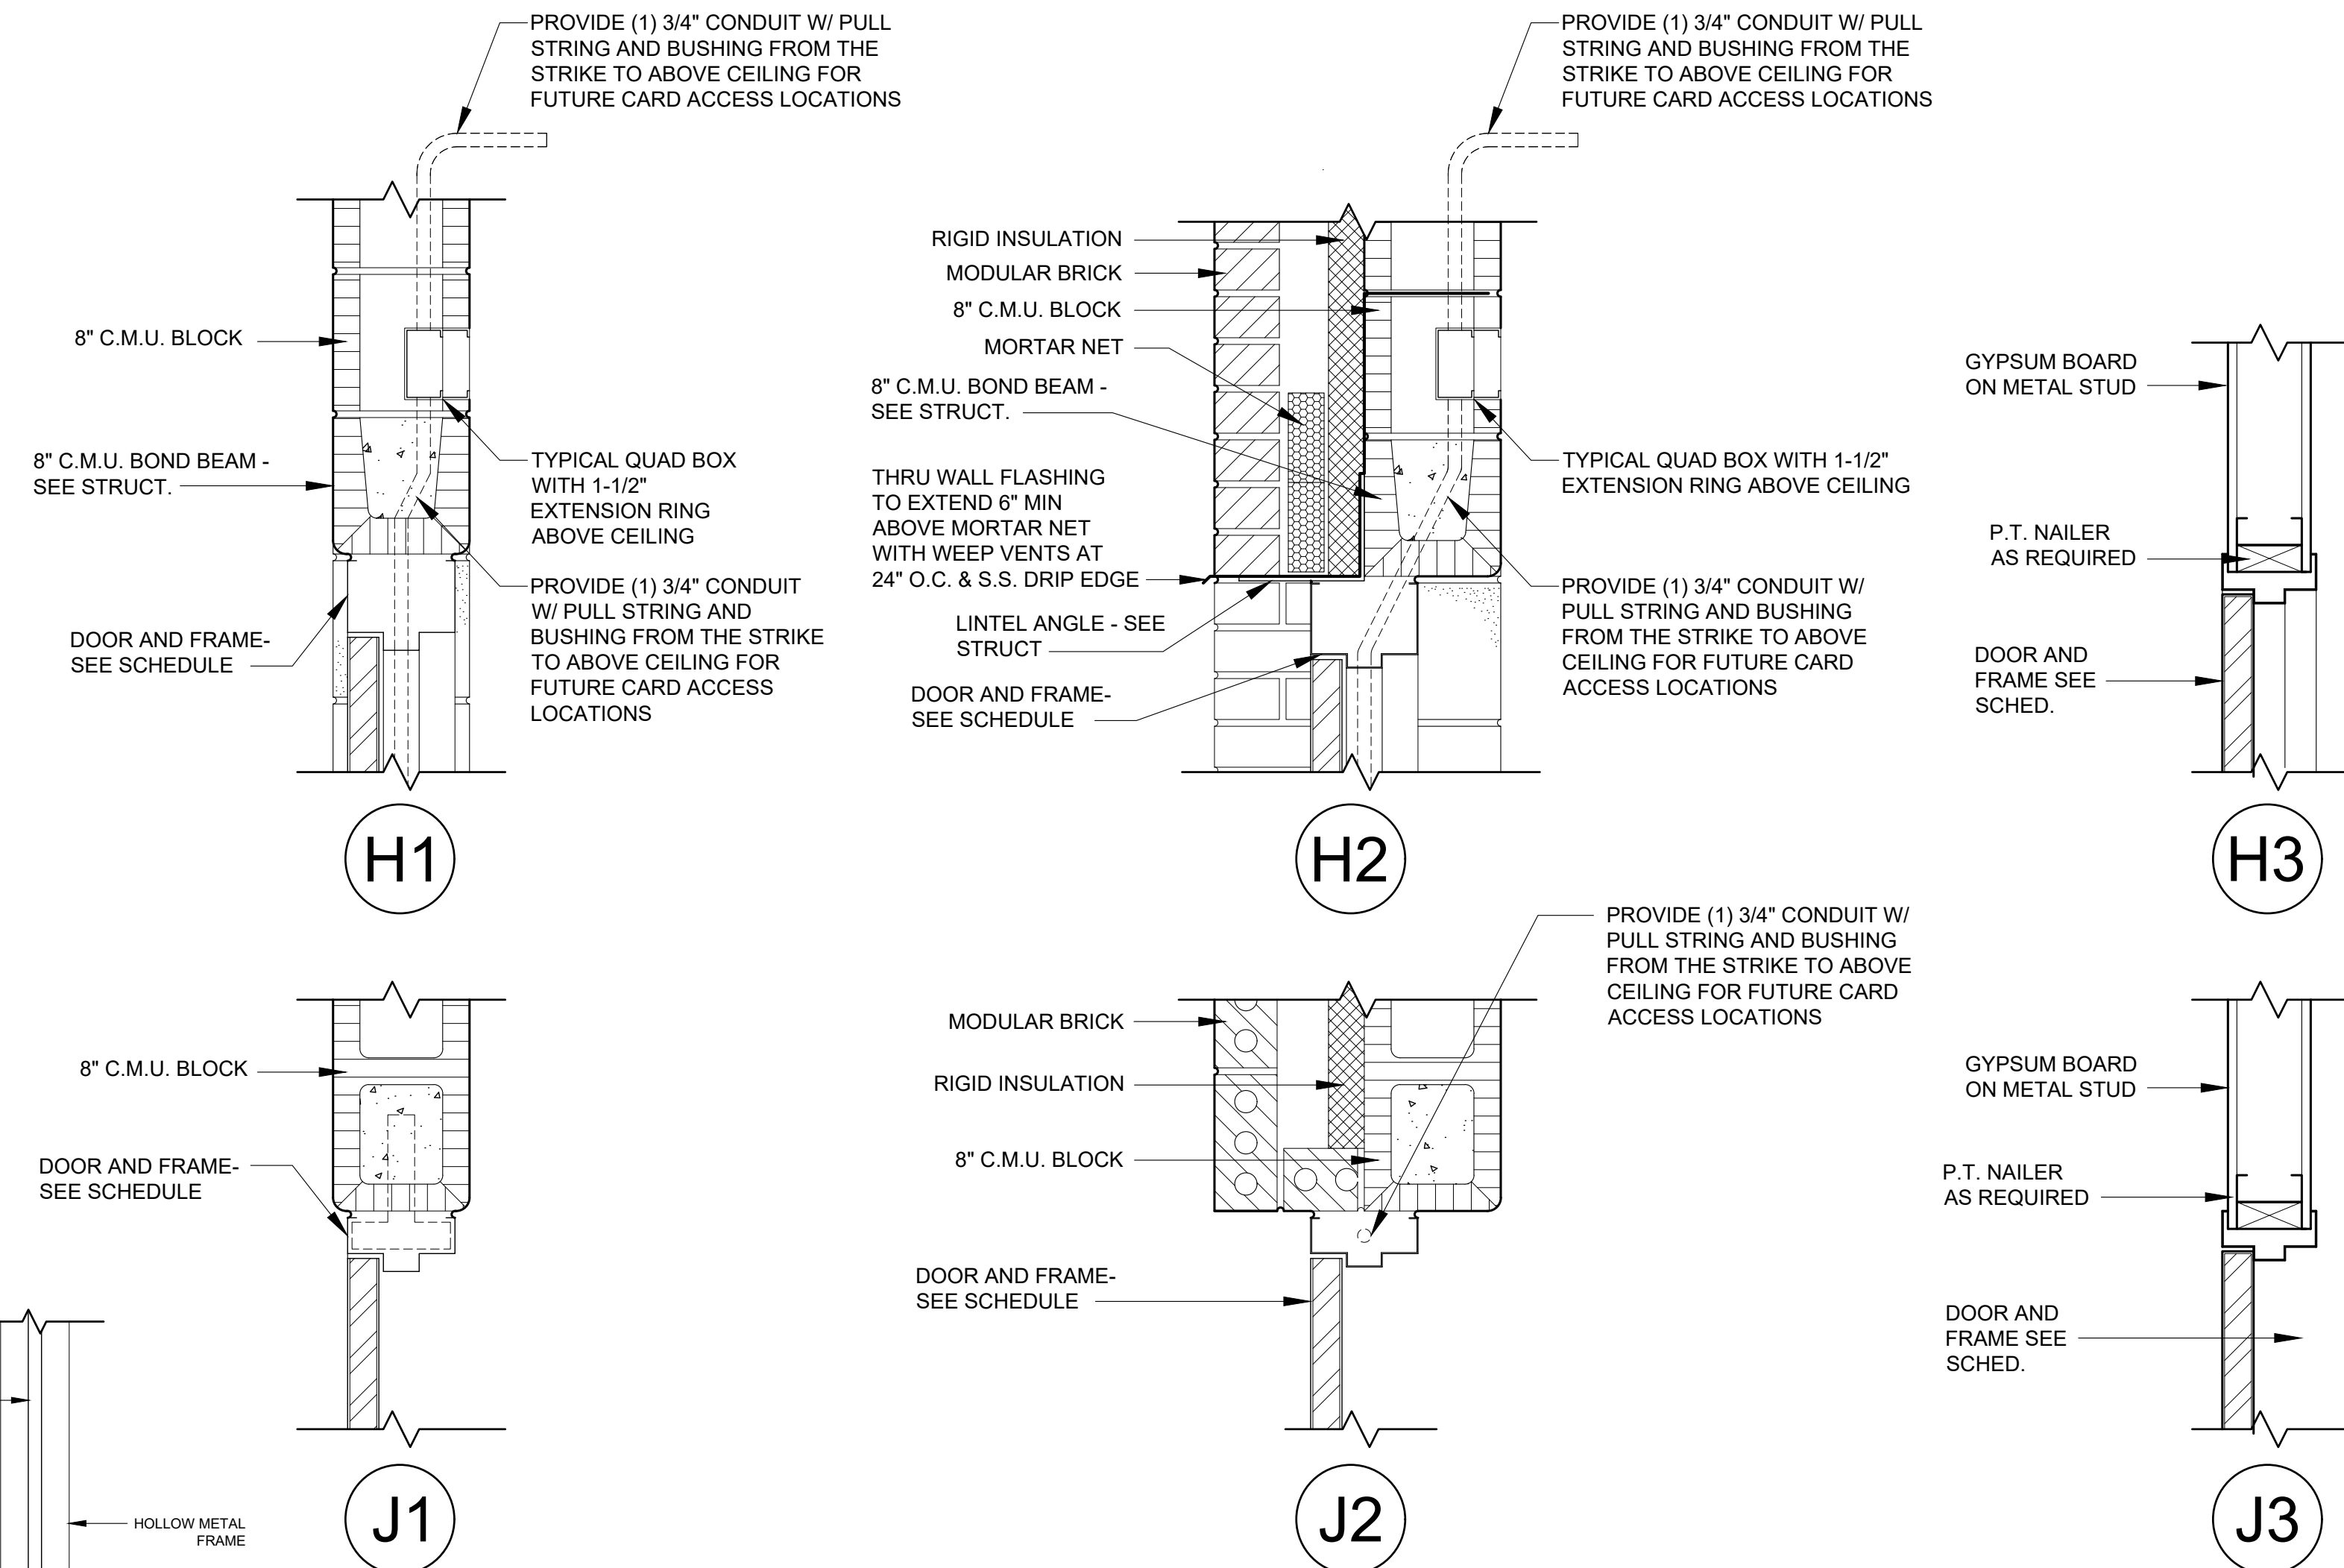 PROVIDE (1) 3/4" CONDUIT W/ PULL
STRING AND BUSHING FROM THE
STRIKE TO ABOVE CEILING FOR
FUTURE CARD ACCESS LOCATIONS
8" C.M.U. BLOCK
8" C.M.U. BOND BEAM -
SEE STRUCT.
TYPICAL QUAD BOX
WITH 1-1/2"
EXTENSION RING
ABOVE CEILING
PROVIDE (1) 3/4" CONDUIT
W/ PULL STRING AND
BUSHING FROM THE STRIKE
TO ABOVE CEILING FOR
FUTURE CARD ACCESS
LOCATIONS
DOOR AND FRAME-
SEE SCHEDULE
H1
PROVIDE (1) 3/4" CONDUIT W/ PULL
STRING AND BUSHING FROM THE
STRIKE TO ABOVE CEILING FOR
FUTURE CARD ACCESS LOCATIONS
RIGID INSULATION
MODULAR BRICK
8" C.M.U. BLOCK
MORTAR NET
8" C.M.U. BOND BEAM -
SEE STRUCT.
THRU WALL FLASHING
TO EXTEND 6" MIN
ABOVE MORTAR NET
WITH WEEP VENTS AT
24" O.C. & S.S. DRIP EDGE
LINTEL ANGLE - SEE
STRUCT
DOOR AND FRAME-
SEE SCHEDULE
TYPICAL QUAD BOX WITH 1-1/2"
EXTENSION RING ABOVE CEILING
PROVIDE (1) 3/4" CONDUIT W/
PULL STRING AND BUSHING
FROM THE STRIKE TO ABOVE
CEILING FOR FUTURE CARD
ACCESS LOCATIONS
H2
GYPSUM BOARD
ON METAL STUD
P.T. NAILER
AS REQUIRED
DOOR AND
FRAME SEE
SCHED.
H3
8" C.M.U. BLOCK
DOOR AND FRAME-
SEE SCHEDULE
HOLLOW METAL
FRAME
J1
PROVIDE (1) 3/4" CONDUIT W/
PULL STRING AND BUSHING
FROM THE STRIKE TO ABOVE
CEILING FOR FUTURE CARD
ACCESS LOCATIONS
MODULAR BRICK
RIGID INSULATION
8" C.M.U. BLOCK
DOOR AND FRAME-
SEE SCHEDULE
J2
GYPSUM BOARD
ON METAL STUD
P.T. NAILER
AS REQUIRED
DOOR AND
FRAME SEE
SCHED.
J3